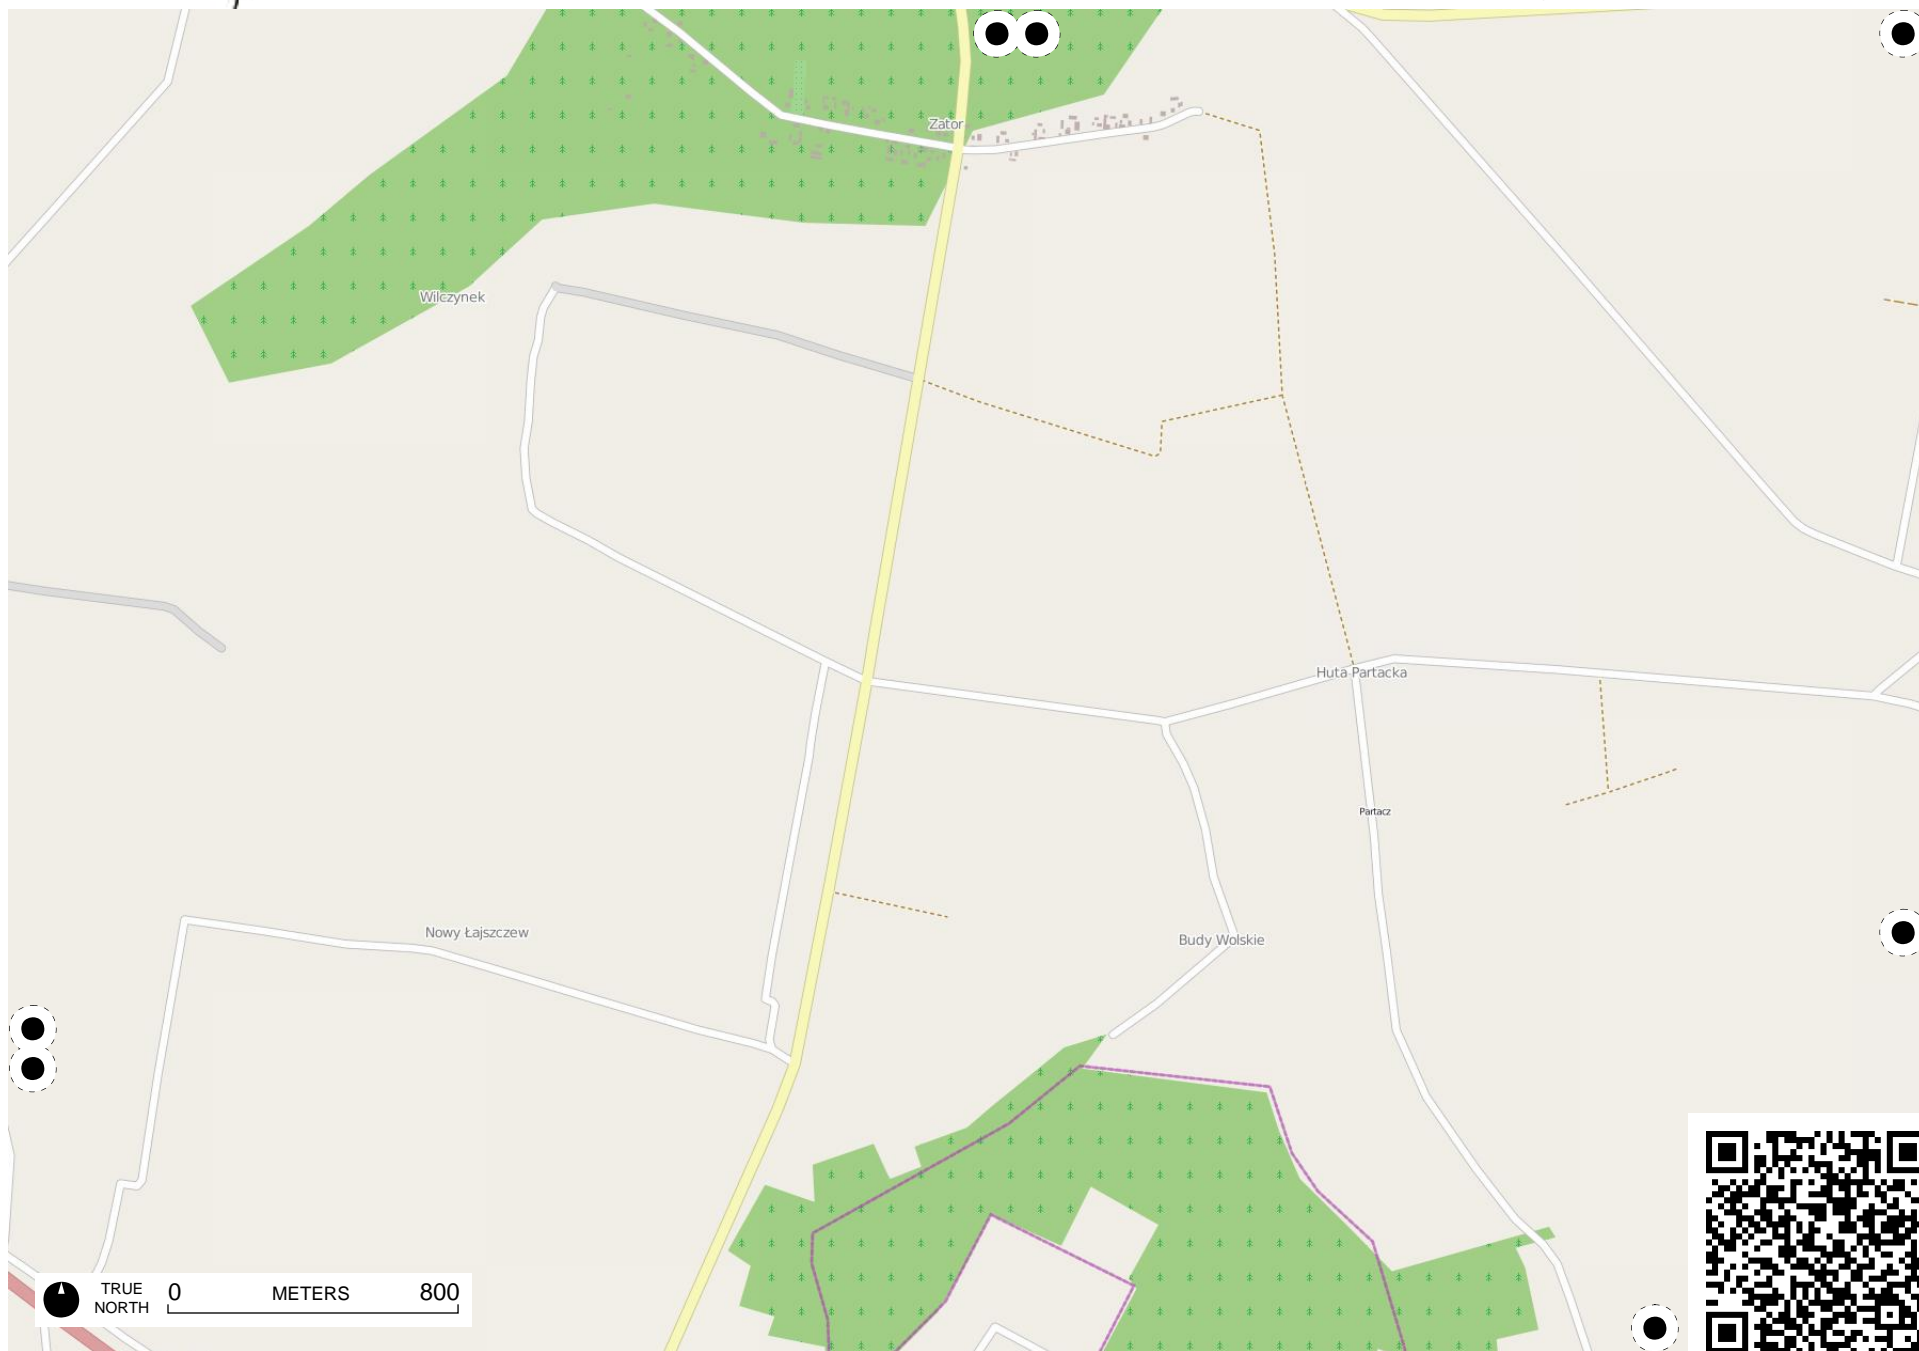 Zator
Wilczynek
Huta Partacka
Partacz
Nowy Łajszczew
Budy Wolskie
TRUE NORTH
0 METERS 800